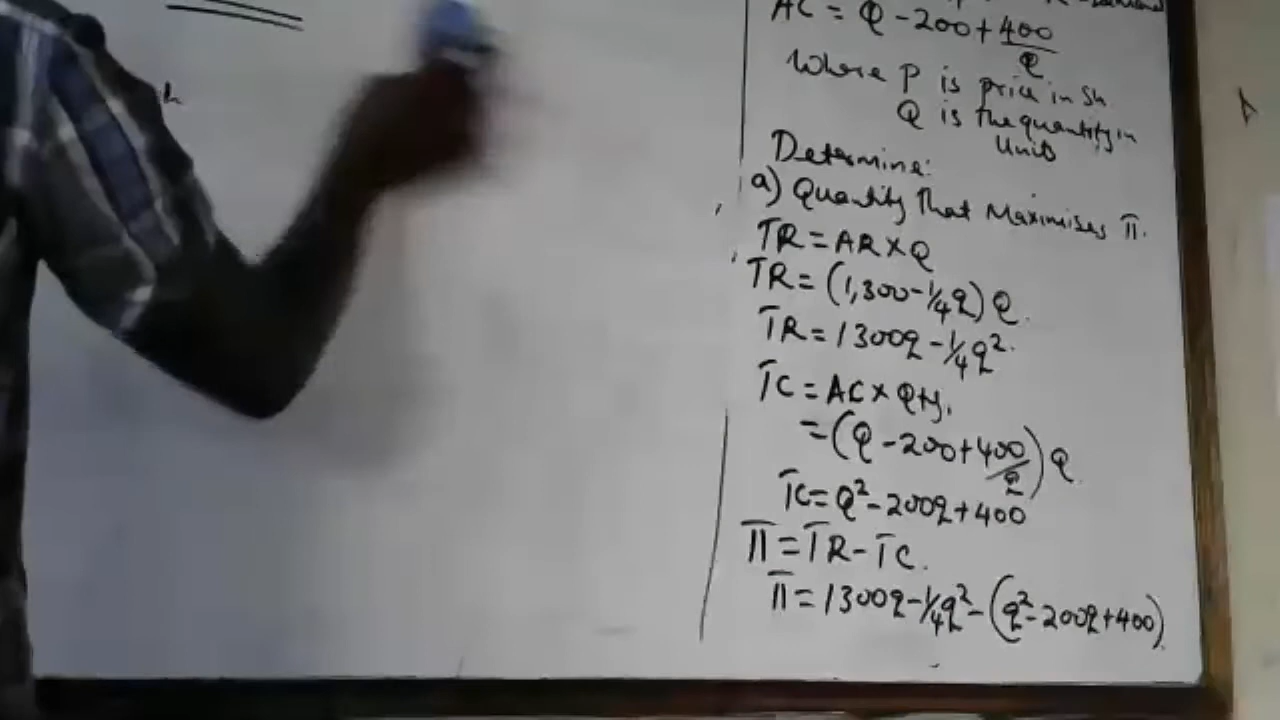 AC = Q - 200 + 400/Q
Where P is price in Sh
Q is the quantity in
Units
Determine:
a) Quantity that Maximises π.
TR = AR x Q
TR = (1,300 - 1/4q) Q.
TR = 1300q - 1/4q².
TC = AC x Qty.
= (Q - 200 + 400/q) Q
TC = Q² - 200q + 400
π = TR - TC.
π = 1300q - 1/4q² - (q² - 200q + 400)